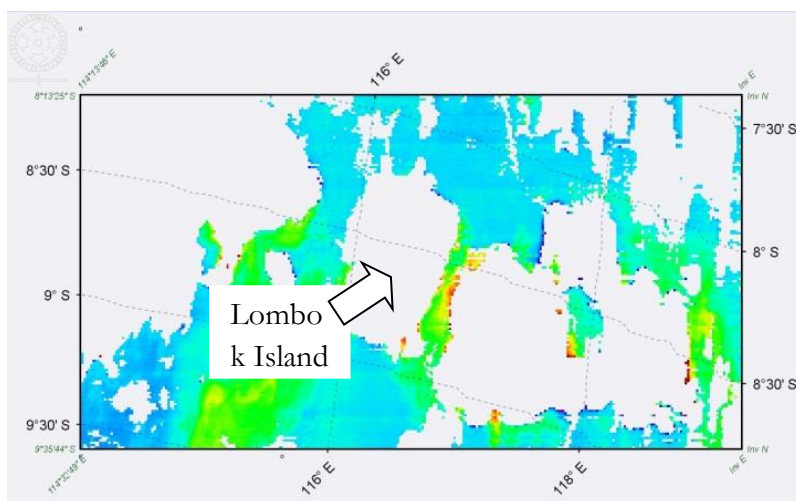 116° E
114°13'48" E
Inv E
8°13'25" S
Inv N
7°30' S
8°30' S
8° S
9° S
Lombo
k Island
8°30' S
9°30' S
9°35'44" S
Inv N
114°32'49" E
116° E
118° E
Inv E